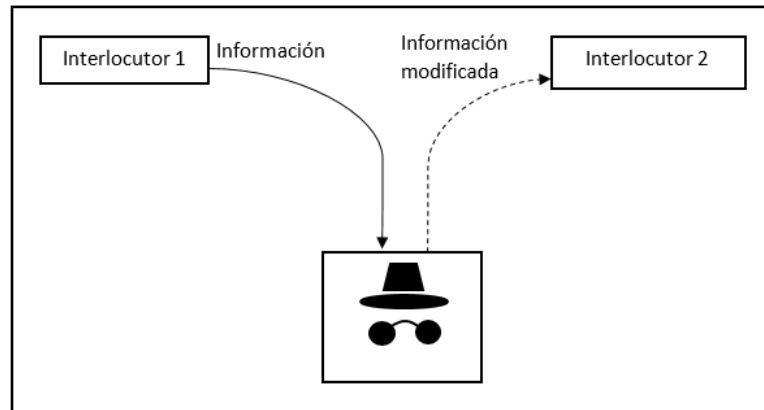 Interlocutor 1
Información
Información
modificada
Interlocutor 2